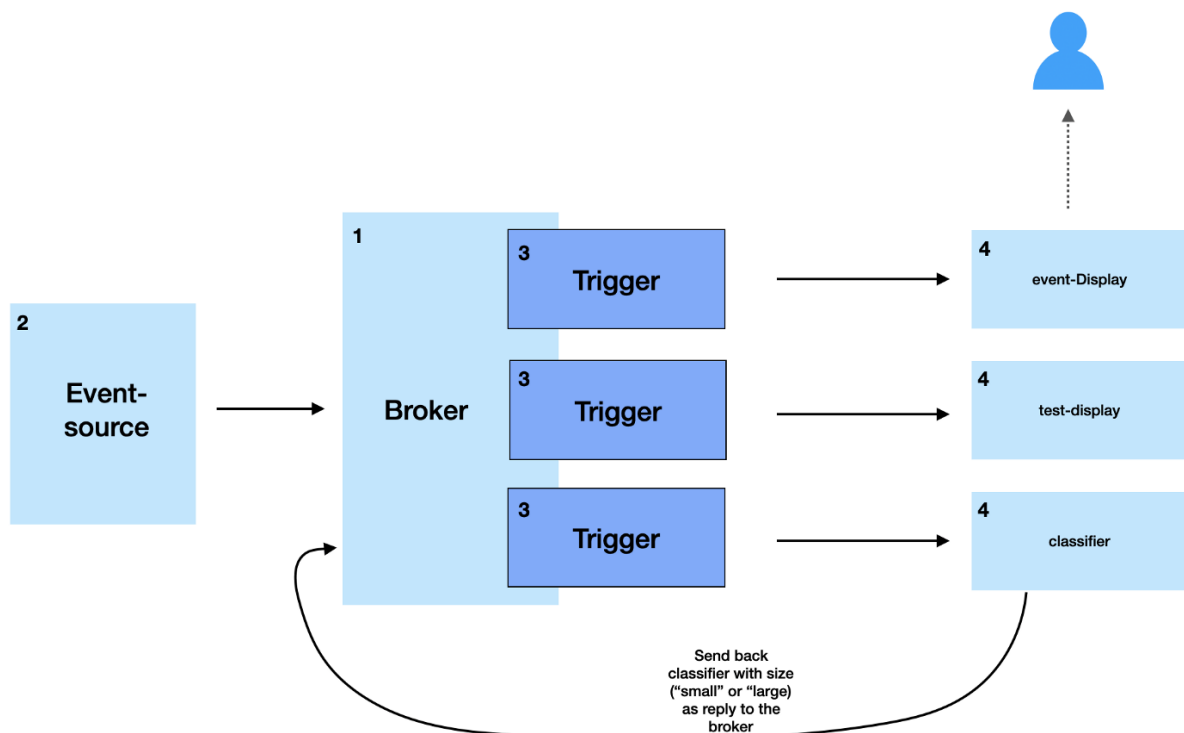 1
3
Trigger
4
event-Display
2
Event-
source
Broker
3
Trigger
4
test-display
3
Trigger
4
classifier
Send back
classifier with size
(“small” or “large)
as reply to the
broker